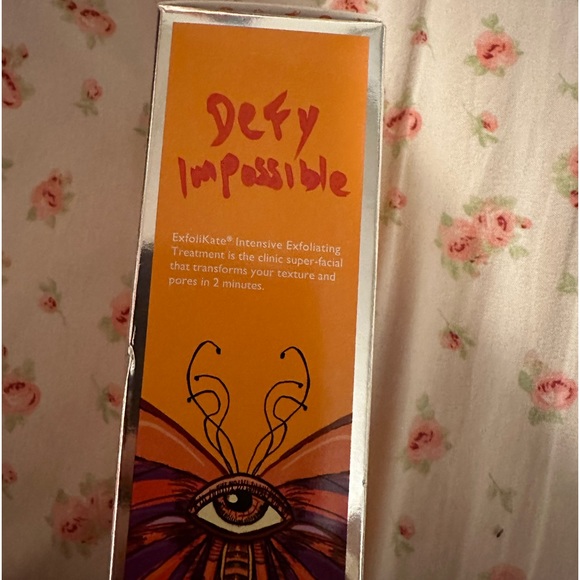 Defy
Impossible
ExfoliKate® Intensive Exfoliating
Treatment is the clinic super-facial
that transforms your texture and
pores in 2 minutes.